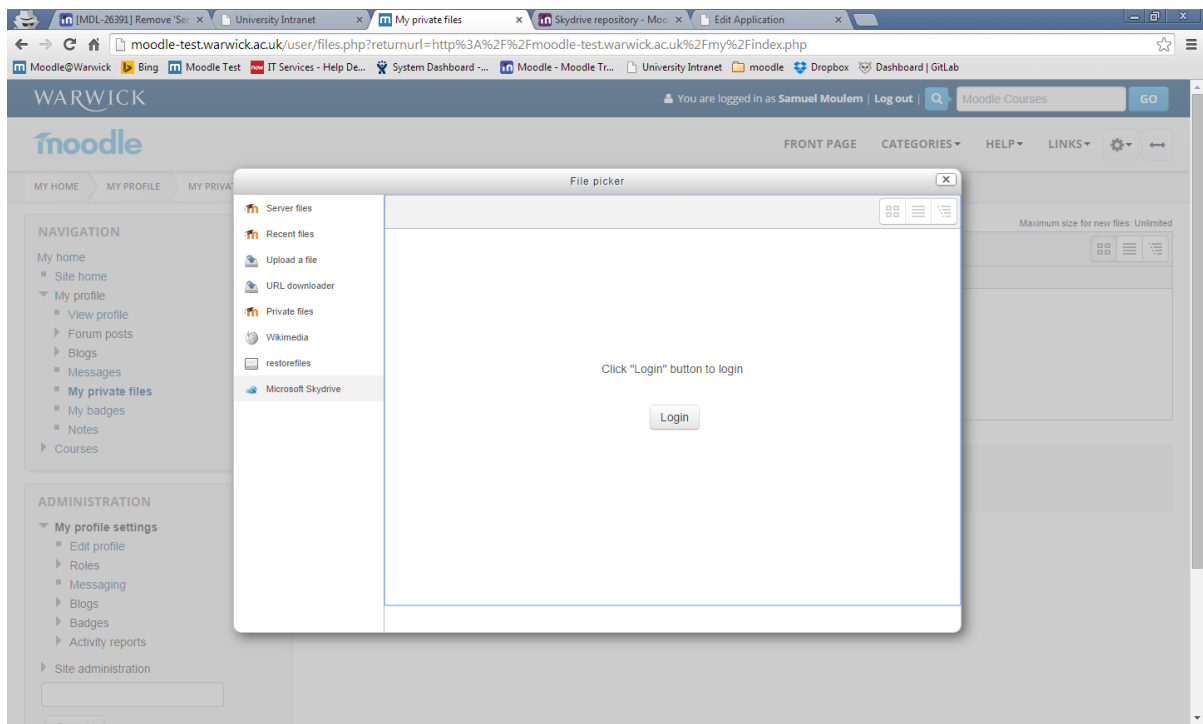 [MDL-26391] Remove 'Ser
University Intranet
My private files
Skydrive repository - Moo
Edit Application
moodle-test.warwick.ac.uk/user/files.php?returnurl=http%3A%2F%2Fmoodle-test.warwick.ac.uk%2Fmy%2Findex.php
Moodle@Warwick Bing Moodle Test now IT Services - Help De... System Dashboard -... Moodle - Moodle Tr... University Intranet moodle Dropbox Dashboard | GitLab
WARWICK
You are logged in as Samuel Moulem | Log out |
Moodle Courses
GO
moodle
FRONT PAGE CATEGORIES HELP LINKS
MY HOME MY PROFILE MY PRIVA
File picker
Server files
Recent files
Upload a file
URL downloader
Private files
Wikimedia
restorefiles
Microsoft Skydrive
Click "Login" button to login
Login
Maximum size for new files: Unlimited
NAVIGATION
My home
Site home
My profile
View profile
Forum posts
Blogs
Messages
My private files
My badges
Notes
Courses
ADMINISTRATION
My profile settings
Edit profile
Roles
Messaging
Blogs
Badges
Activity reports
Site administration